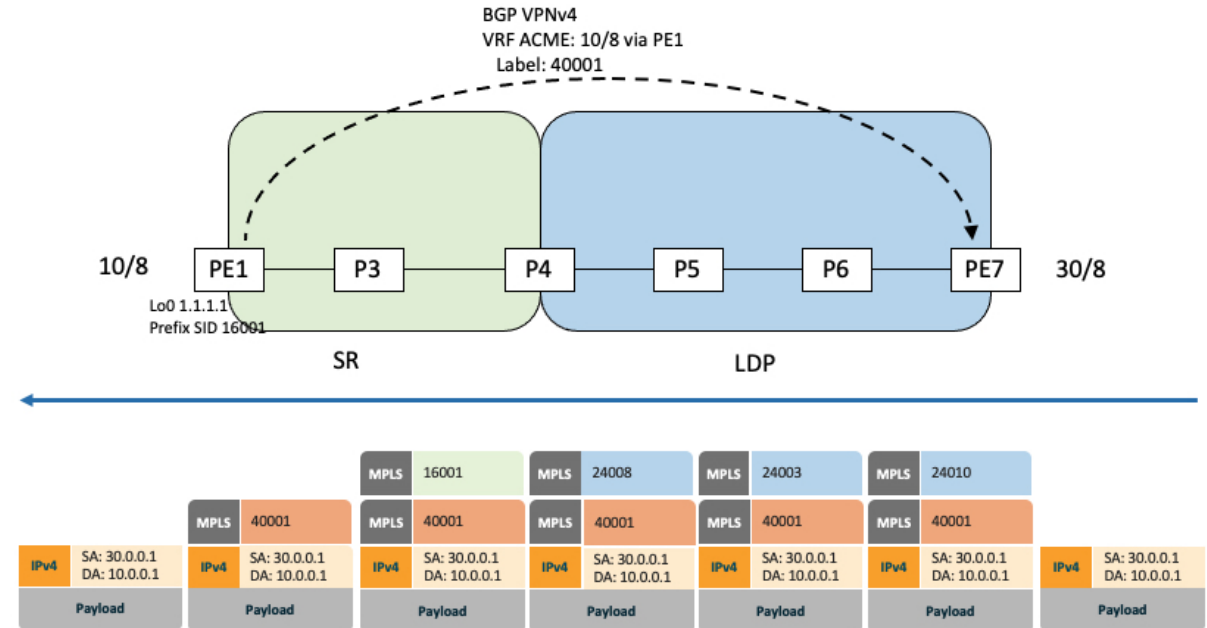 BGP VPNv4
VRF ACME: 10/8 via PE1
Label: 40001
10/8
PE1
P3
P4
P5
P6
PE7
30/8
Lo0 1.1.1.1
Prefix SID 16001
SR
LDP
MPLS 16001
MPLS 24008
MPLS 24003
MPLS 24010
MPLS 40001
MPLS 40001
MPLS 40001
MPLS 40001
MPLS 40001
IPv4
SA: 30.0.0.1
DA: 10.0.0.1
IPv4
SA: 30.0.0.1
DA: 10.0.0.1
IPv4
SA: 30.0.0.1
DA: 10.0.0.1
IPv4
SA: 30.0.0.1
DA: 10.0.0.1
IPv4
SA: 30.0.0.1
DA: 10.0.0.1
IPv4
SA: 30.0.0.1
DA: 10.0.0.1
IPv4
SA: 30.0.0.1
DA: 10.0.0.1
Payload
Payload
Payload
Payload
Payload
Payload
Payload